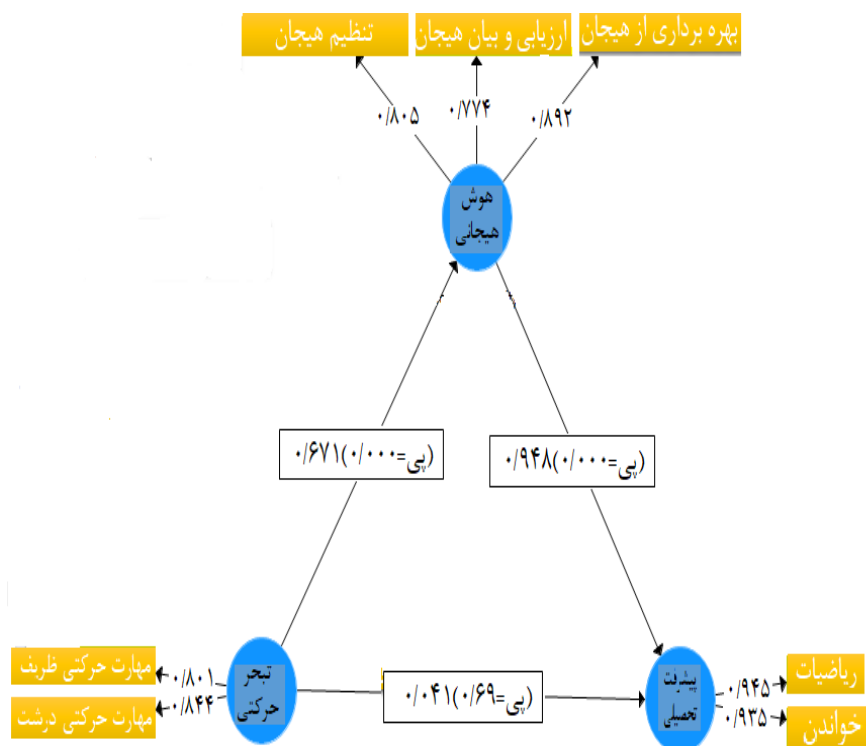 تنظیم هیجان
ارزیابی و بیان هیجان
بهره برداری از هیجان
۰/۸۰۵
۰/۷۷۴
۰/۸۹۲
هوش
هیجانی
۰/۶۷۱(۰/۰۰۰=پی)
۰/۹۴۸(۰/۰۰۰=پی)
مهارت حرکتی ظریف
۰/۸۰۱
مهارت حرکتی درشت
۰/۸۴۴
تبحر
حرکتی
۰/۰۴۱(۰/۶۹=پی)
پیشرفت
تحصیلی
۰/۹۴۵
ریاضیات
۰/۹۳۵
خواندن